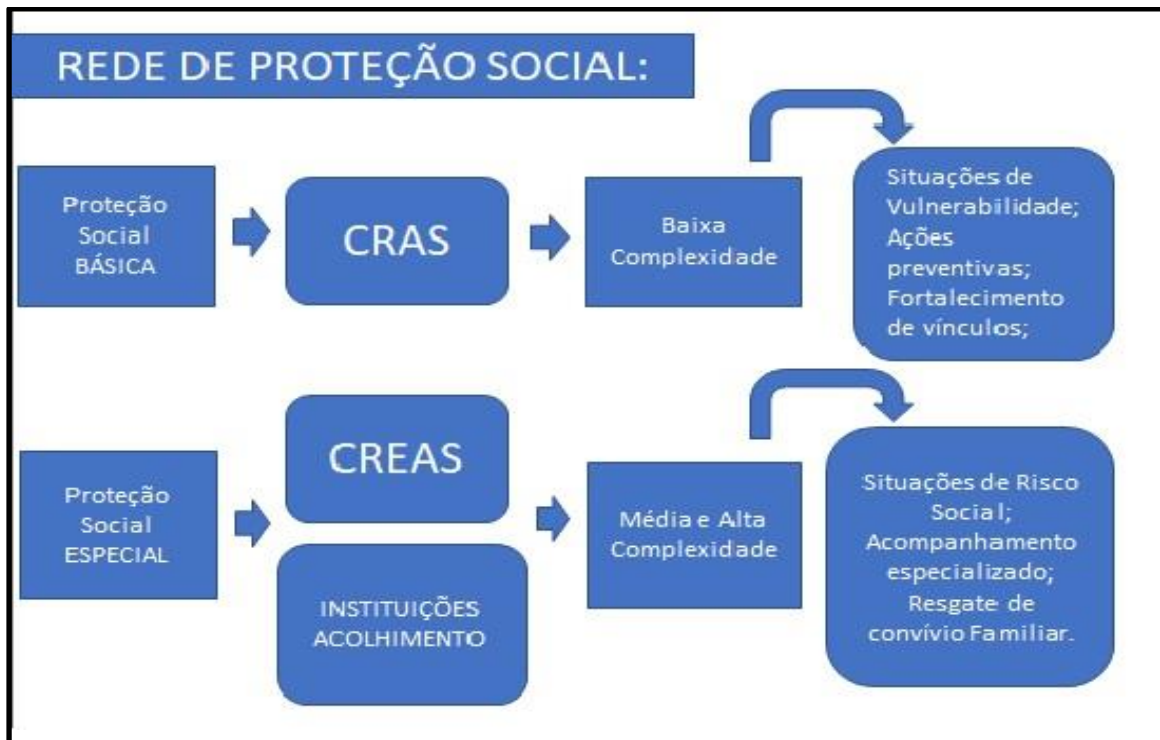 REDE DE PROTEÇÃO SOCIAL:
Proteção
Social
BÁSICA
CRAS
Baixa
Complexidade
Situações de
Vulnerabilidade;
Ações
preventivas;
Fortalecimento
de vínculos;
Proteção
Social
ESPECIAL
CREAS
INSTITUIÇÕES
ACOLHIMENTO
Média e Alta
Complexidade
Situações de Risco
Social;
Acompanhamento
especializado;
Resgate de
convívio Familiar.